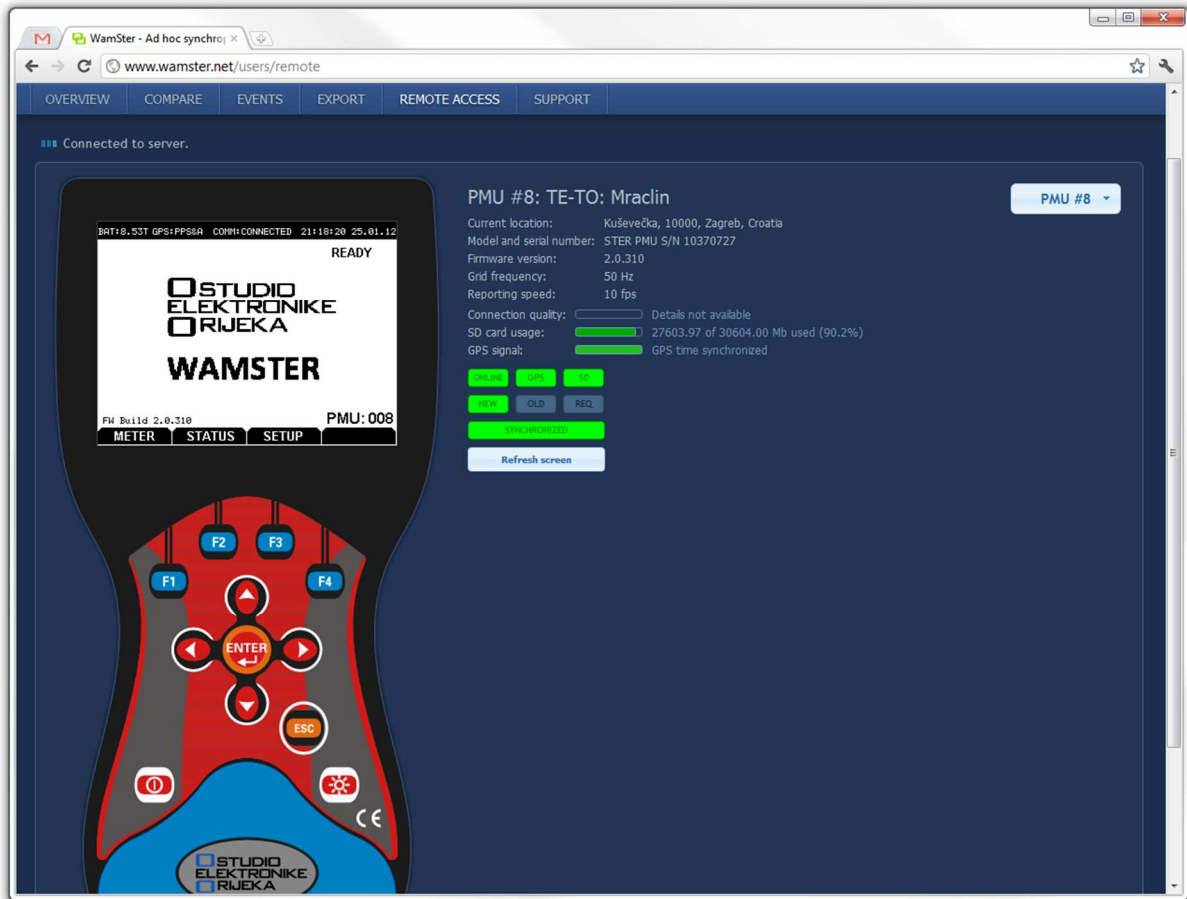 WamSter - Ad hoc synchro
www.wamster.net/users/remote
OVERVIEW COMPARE EVENTS EXPORT REMOTE ACCESS SUPPORT
Connected to server.
BAT:8.53T GPS:PPS&A COMM:CONNECTED 21:18:20 25.01.12
READY
STUDIO
ELEKTRONIKE
RIJEKA
WAMSTER
FW Build 2.0.310 PMU:008
METER STATUS SETUP
F2 F3
F1 F4
ENTER
ESC
CE
STUDIO
ELEKTRONIKE
RIJEKA
PMU #8: TE-TO: Mraclin
PMU #8
Current location: Kuševečka, 10000, Zagreb, Croatia
Model and serial number: STER PMU S/N 10370727
Firmware version: 2.0.310
Grid frequency: 50 Hz
Reporting speed: 10 fps
Connection quality: Details not available
SD card usage: 27603.97 of 30604.00 Mb used (90.2%)
GPS signal: GPS time synchronized
ONLINE GPS SD
NEW OLD REQ
SYNCHRONIZED
Refresh screen